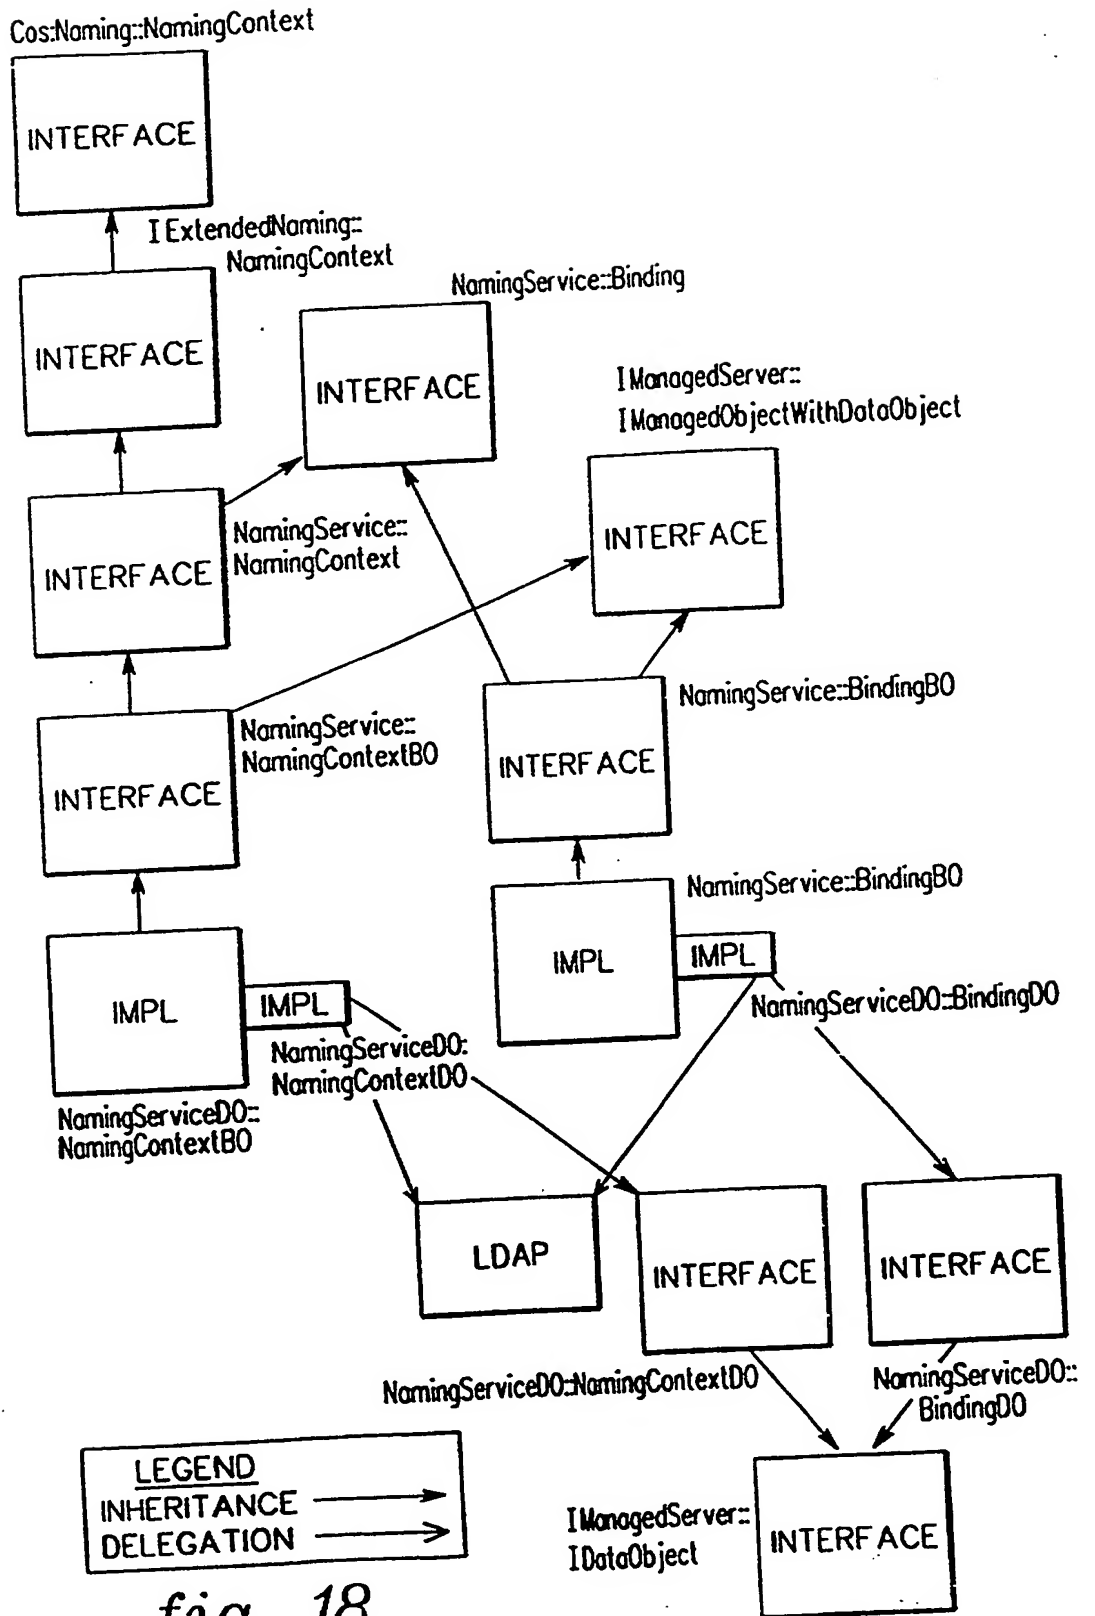 Cos:Naming::NamingContext
INTERFACE
IExtendedNaming::
NamingContext
INTERFACE
NamingService::Binding
INTERFACE
IManagedServer::
IManagedObjectWithDataObject
INTERFACE
NamingService::
NamingContext
INTERFACE
NamingService::BindingBO
INTERFACE
NamingService::
NamingContextBO
INTERFACE
NamingService::BindingBO
IMPL
IMPL
NamingServiceDO::BindingDO
IMPL
IMPL
NamingServiceDO:
NamingContextDO
NamingServiceDO::
NamingContextBO
LDAP
INTERFACE
INTERFACE
NamingServiceDO::NamingContextDO
NamingServiceDO::
BindingDO
LEGEND
INHERITANCE
DELEGATION
IManagedServer::
IDataObject
INTERFACE
fig. 18